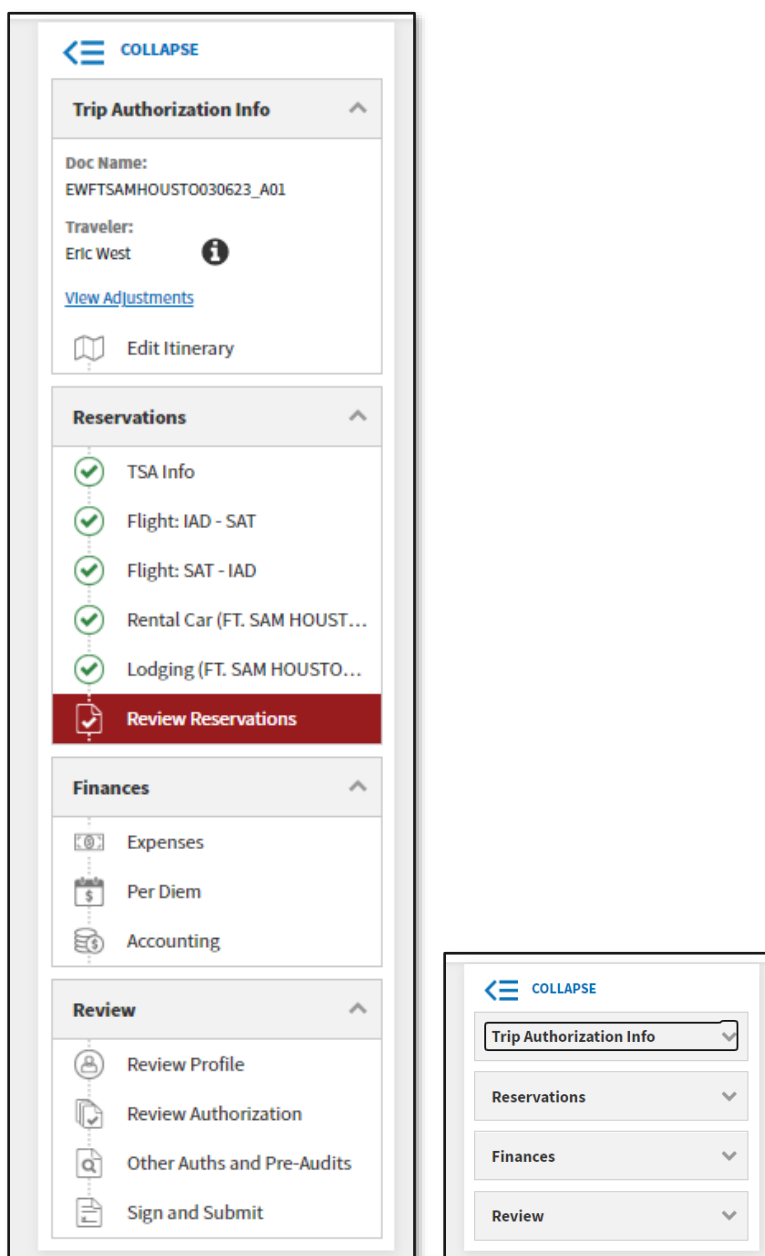 COLLAPSE
Trip Authorization Info
Doc Name:
EWFTSAMHOUSTO030623_A01
Traveler:
Eric West
View Adjustments
Edit Itinerary
Reservations
TSA Info
Flight: IAD - SAT
Flight: SAT - IAD
Rental Car (FT. SAM HOUST...
Lodging (FT. SAM HOUSTO...
Review Reservations
Finances
Expenses
Per Diem
Accounting
Review
Review Profile
Review Authorization
Other Auths and Pre-Audits
Sign and Submit
COLLAPSE
Trip Authorization Info
Reservations
Finances
Review